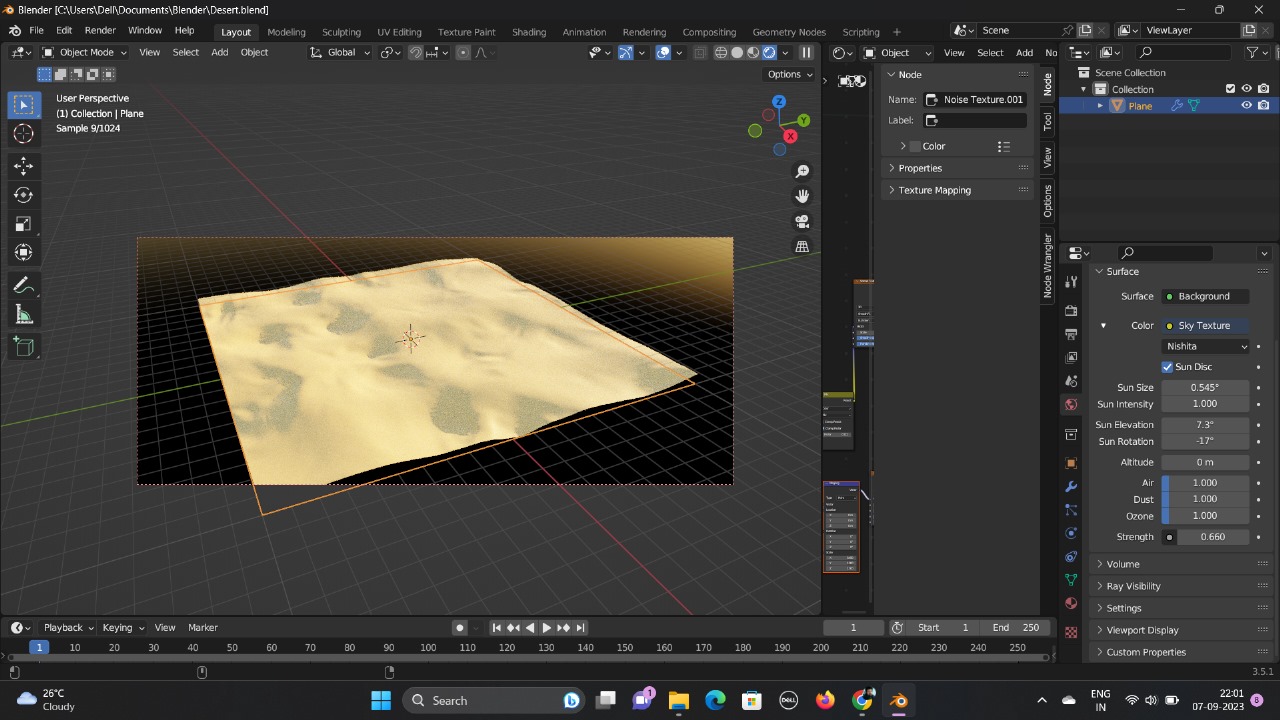 Blender [C:\Users\Dell\Documents\Blender\Desert.blend]
File Edit Render Window Help Layout Modeling Sculpting UV Editing Texture Paint Shading Animation Rendering Compositing Geometry Nodes Scripting + Scene ViewLayer
Object Mode View Select Add Object Global Object View Select Add No
Options
User Perspective
(1) Collection | Plane
Sample 9/1024
Z
Y
X
Node
Name: Noise Texture.001
Label:
Color
Properties
Texture Mapping
Node
Tool
View
Options
Node Wrangler
Scene Collection
Collection
Plane
Surface
Surface Background
Color Sky Texture
Nishita
Sun Disc
Sun Size 0.545°
Sun Intensity 1.000
Sun Elevation 7.3°
Sun Rotation -17°
Altitude 0 m
Air 1.000
Dust 1.000
Ozone 1.000
Strength 0.660
Volume
Ray Visibility
Settings
Viewport Display
Custom Properties
Playback Keying View Marker 1 Start 1 End 250
1 10 20 30 40 50 60 70 80 90 100 110 120 130 140 150 160 170 180 190 200 210 220 230 240 250
3.5.1
26°C
Cloudy
Search
1
DELL
ENG
IN
22:01
07-09-2023
8